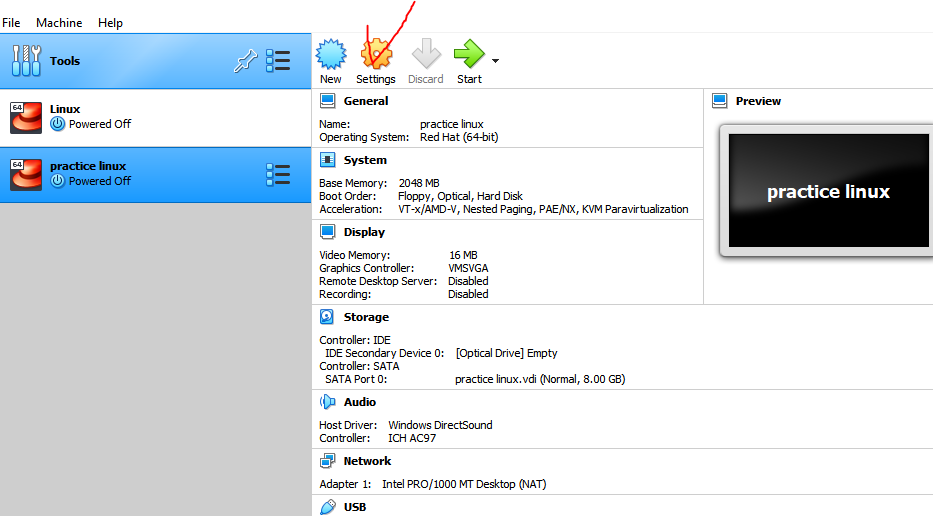 File Machine Help
Tools
New Settings Discard Start
64 Linux
Powered Off
64 practice linux
Powered Off
General
Name: practice linux
Operating System: Red Hat (64-bit)
System
Base Memory: 2048 MB
Boot Order: Floppy, Optical, Hard Disk
Acceleration: VT-x/AMD-V, Nested Paging, PAE/NX, KVM Paravirtualization
Display
Video Memory: 16 MB
Graphics Controller: VMSVGA
Remote Desktop Server: Disabled
Recording: Disabled
Preview
practice linux
Storage
Controller: IDE
IDE Secondary Device 0: [Optical Drive] Empty
Controller: SATA
SATA Port 0: practice linux.vdi (Normal, 8.00 GB)
Audio
Host Driver: Windows DirectSound
Controller: ICH AC97
Network
Adapter 1: Intel PRO/1000 MT Desktop (NAT)
USB